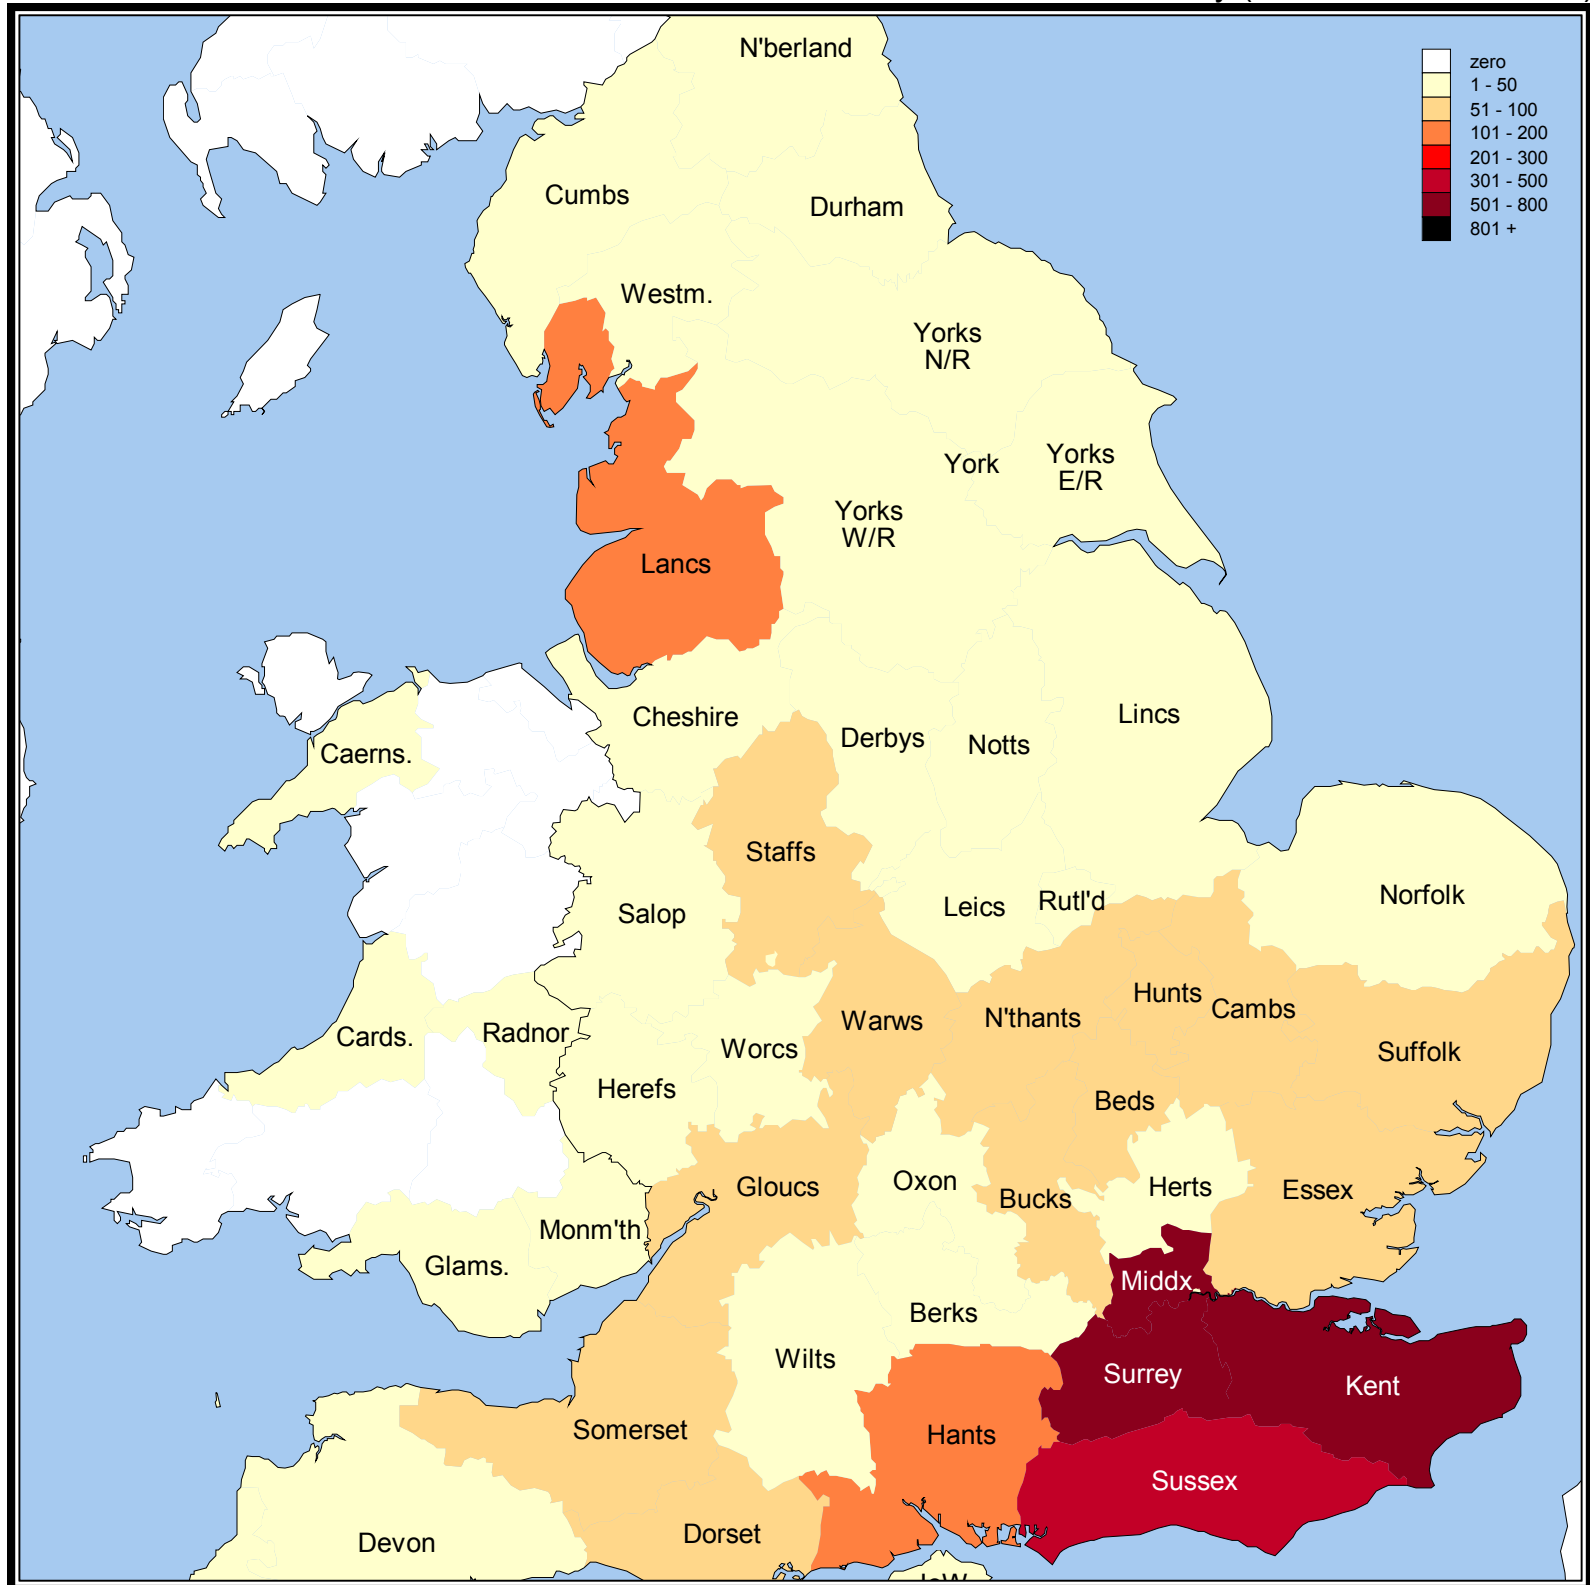 N'berland
zero
1 - 50
51 - 100
101 - 200
201 - 300
301 - 500
501 - 800
801 +
Cumbs
Durham
Westm.
Yorks
N/R
York
Yorks
E/R
Yorks
W/R
Lancs
Cheshire
Derbys
Notts
Lincs
Caerns.
Staffs
Salop
Leics
Rutl'd
Norfolk
Cards.
Radnor
Worcs
Warws
N'thants
Hunts
Cambs
Suffolk
Herefs
Beds
Gloucs
Oxon
Bucks
Herts
Essex
Monm'th
Glams.
Middx.
Berks
Wilts
Surrey
Kent
Somerset
Hants
Sussex
Devon
Dorset